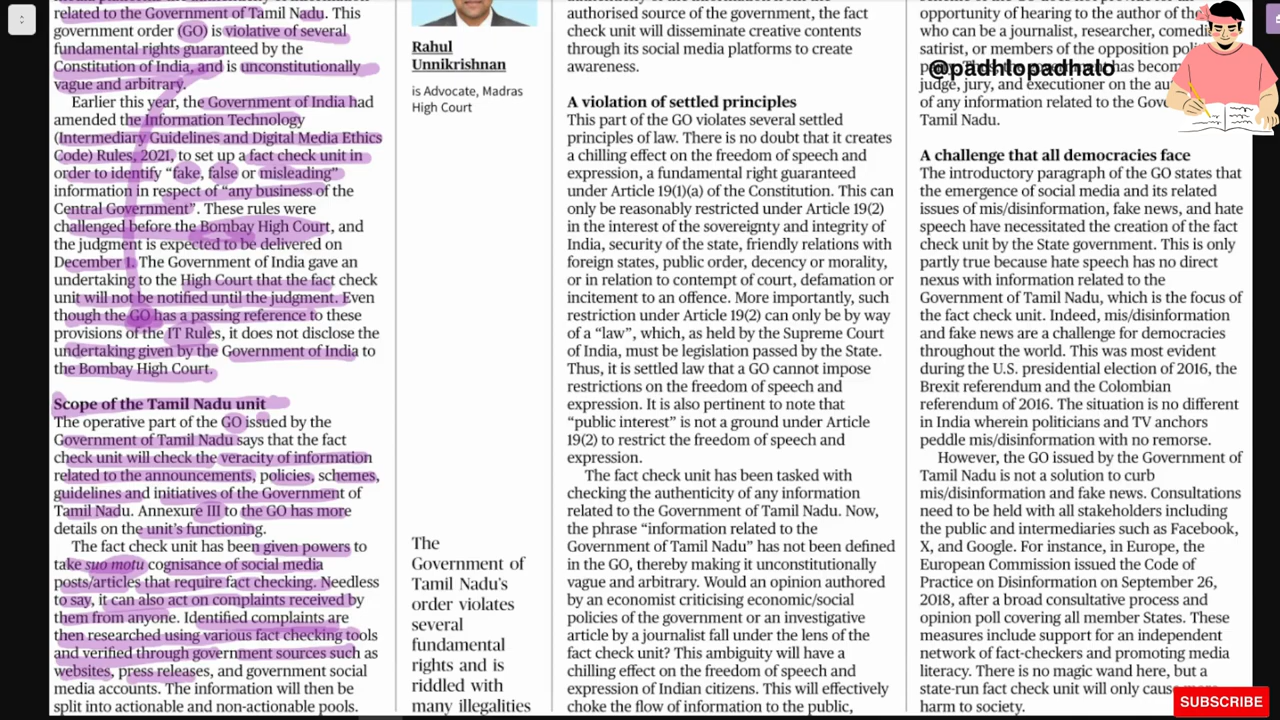 related to the Government of Tamil Nadu. This
government order (GO) is violative of several
fundamental rights guaranteed by the
Constitution of India, and is unconstitutionally
vague and arbitrary.
Earlier this year, the Government of India had
amended the Information Technology
(Intermediary Guidelines and Digital Media Ethics
Code) Rules, 2021, to set up a fact check unit in
order to identify “fake, false or misleading”
information in respect of “any business of the
Central Government”. These rules were
challenged before the Bombay High Court, and
the judgment is expected to be delivered on
December 1. The Government of India gave an
undertaking to the High Court that the fact check
unit will not be notified until the judgment. Even
though the GO has a passing reference to these
provisions of the IT Rules, it does not disclose the
undertaking given by the Government of India to
the Bombay High Court.
Scope of the Tamil Nadu unit
The operative part of the GO issued by the
Government of Tamil Nadu says that the fact
check unit will check the veracity of information
related to the announcements, policies, schemes,
guidelines and initiatives of the Government of
Tamil Nadu. Annexure III to the GO has more
details on the unit’s functioning.
The fact check unit has been given powers to
take suo motu cognisance of social media
posts/articles that require fact checking. Needless
to say, it can also act on complaints received by
them from anyone. Identified complaints are
then researched using various fact checking tools
and verified through government sources such as
websites, press releases, and government social
media accounts. The information will then be
split into actionable and non-actionable pools.
Rahul
Unnikrishnan
is Advocate, Madras
High Court
The
Government of
Tamil Nadu’s
order violates
several
fundamental
rights and is
riddled with
many illegalities
authorised source of the government, the fact
check unit will disseminate creative contents
through its social media platforms to create
awareness.
A violation of settled principles
This part of the GO violates several settled
principles of law. There is no doubt that it creates
a chilling effect on the freedom of speech and
expression, a fundamental right guaranteed
under Article 19(1)(a) of the Constitution. This can
only be reasonably restricted under Article 19(2)
in the interest of the sovereignty and integrity of
India, security of the state, friendly relations with
foreign states, public order, decency or morality,
or in relation to contempt of court, defamation or
incitement to an offence. More importantly, such
restriction under Article 19(2) can only be by way
of a “law”, which, as held by the Supreme Court
of India, must be legislation passed by the State.
Thus, it is settled law that a GO cannot impose
restrictions on the freedom of speech and
expression. It is also pertinent to note that
“public interest” is not a ground under Article
19(2) to restrict the freedom of speech and
expression.
The fact check unit has been tasked with
checking the authenticity of any information
related to the Government of Tamil Nadu. Now,
the phrase “information related to the
Government of Tamil Nadu” has not been defined
in the GO, thereby making it unconstitutionally
vague and arbitrary. Would an opinion authored
by an economist criticising economic/social
policies of the government or an investigative
article by a journalist fall under the lens of the
fact check unit? This ambiguity will have a
chilling effect on the freedom of speech and
expression of Indian citizens. This will effectively
choke the flow of information to the public,
opportunity of hearing to the author of
who can be a journalist, researcher,
satirist, or members of the opposition
@padhlopadhalo
judge, jury, and executioner on the
of any information related to the
Tamil Nadu.
A challenge that all democracies face
The introductory paragraph of the GO states that
the emergence of social media and its related
issues of mis/disinformation, fake news, and hate
speech have necessitated the creation of the fact
check unit by the State government. This is only
partly true because hate speech has no direct
nexus with information related to the
Government of Tamil Nadu, which is the focus of
the fact check unit. Indeed, mis/disinformation
and fake news are a challenge for democracies
throughout the world. This was most evident
during the U.S. presidential election of 2016, the
Brexit referendum and the Colombian
referendum of 2016. The situation is no different
in India wherein politicians and TV anchors
peddle mis/disinformation with no remorse.
However, the GO issued by the Government of
Tamil Nadu is not a solution to curb
mis/disinformation and fake news. Consultations
need to be held with all stakeholders including
the public and intermediaries such as Facebook,
X, and Google. For instance, in Europe, the
European Commission issued the Code of
Practice on Disinformation on September 26,
2018, after a broad consultative process and
opinion poll covering all member States. These
measures include support for an independent
network of fact-checkers and promoting media
literacy. There is no magic wand here, but a
state-run fact check unit will only cause
harm to society.
SUBSCRIBE